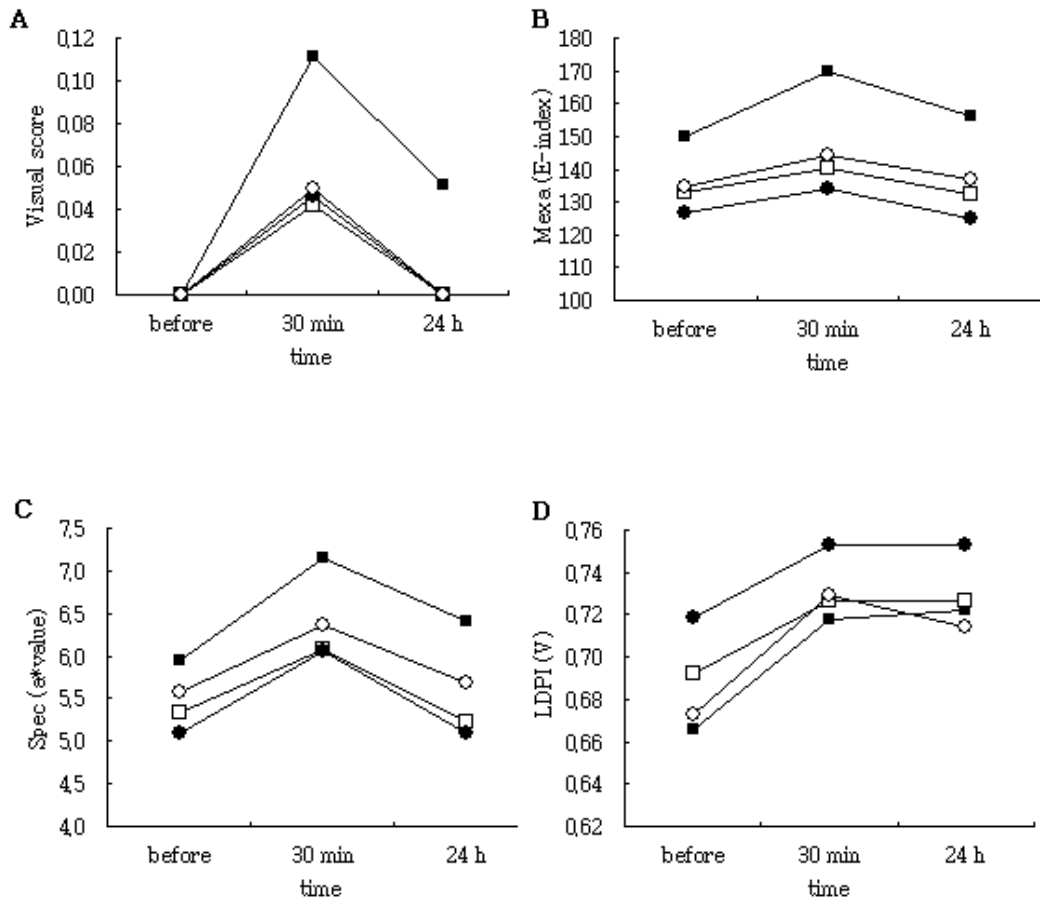 A
Visual score
0,12
0,10
0,08
0,06
0,04
0,02
0,00
before 30 min 24 h
time
B
Mexa (E-index)
180
170
160
150
140
130
120
110
100
before 30 min 24 h
time
C
Spec (a*value)
7,5
7,0
6,5
6,0
5,5
5,0
4,5
4,0
before 30 min 24 h
time
D
LDPI (V)
0,76
0,74
0,72
0,70
0,68
0,66
0,64
0,62
before 30 min 24 h
time